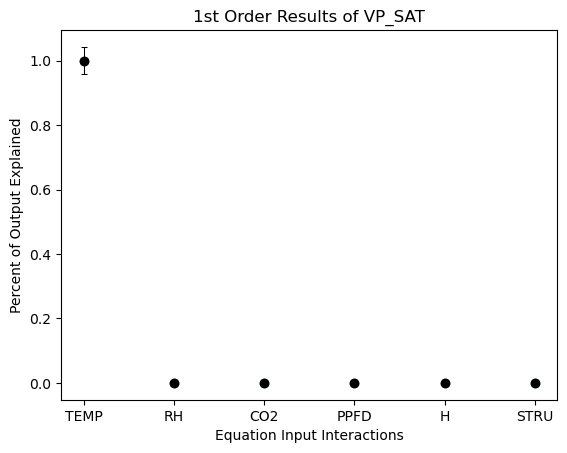 1st Order Results of VP_SAT
Percent of Output Explained
1.0
0.8
0.6
0.4
0.2
0.0
TEMP RH CO2 PPFD H STRU
Equation Input Interactions